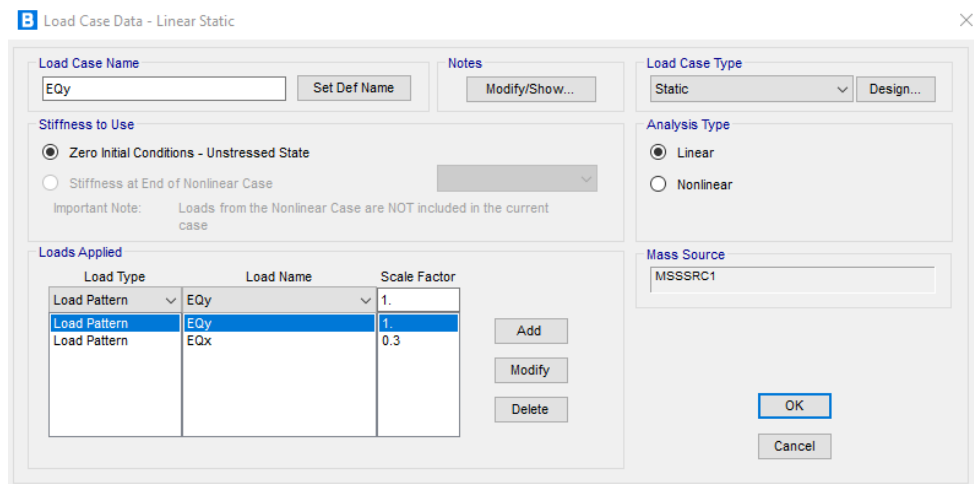 B Load Case Data - Linear Static
Load Case Name
EQy
Set Def Name
Notes
Modify/Show...
Load Case Type
Static
Design...
Stiffness to Use
Zero Initial Conditions - Unstressed State
Stiffness at End of Nonlinear Case
Important Note: Loads from the Nonlinear Case are NOT included in the current
case
Analysis Type
Linear
Nonlinear
Loads Applied
Load Type Load Name Scale Factor
Load Pattern EQy 1.
Load Pattern EQy 1.
Load Pattern EQx 0.3
Add
Modify
Delete
Mass Source
MSSSRC1
OK
Cancel